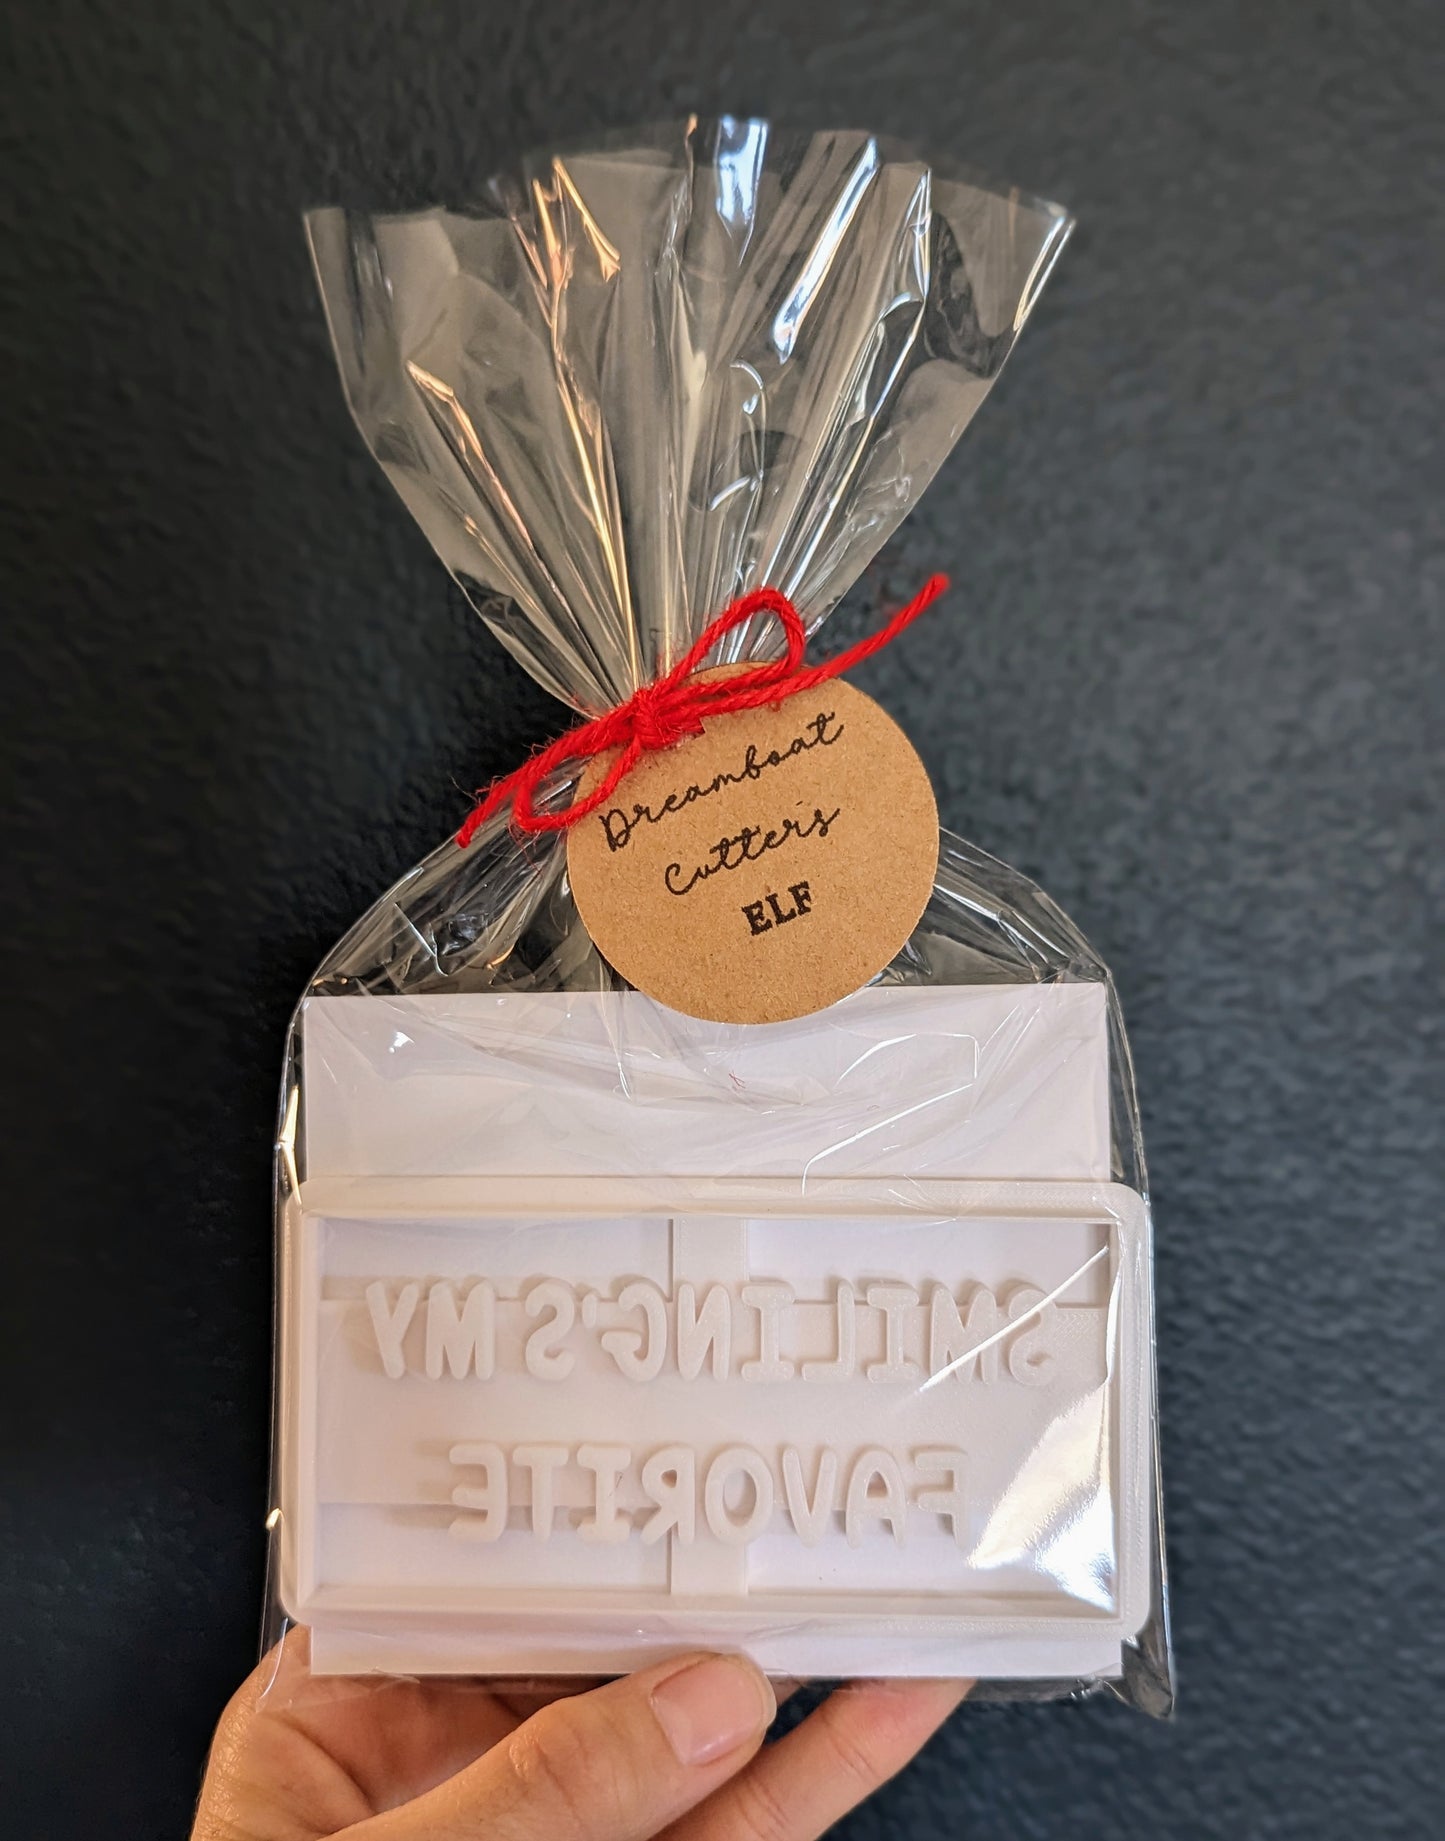 Dreamboat
Cutters
ELF
SMILING'S MY
FAVORITE